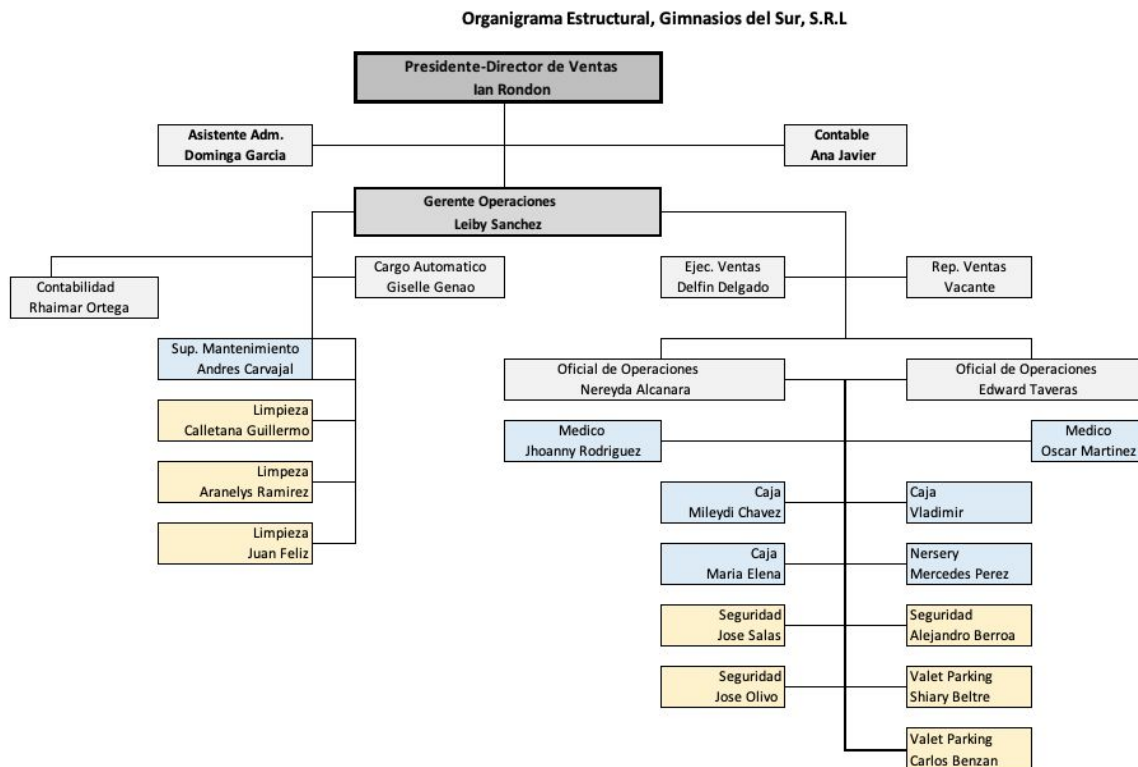 Organigrama Estructural, Gimnasios del Sur, S.R.L
Presidente-Director de Ventas
Ian Rondon
Asistente Adm.
Dominga Garcia
Contable
Ana Javier
Gerente Operaciones
Leiby Sanchez
Contabilidad
Rhaimar Ortega
Cargo Automatico
Giselle Genao
Ejec. Ventas
Delfin Delgado
Rep. Ventas
Vacante
Sup. Mantenimiento
Andres Carvajal
Limpieza
Calletana Guillermo
Limpeza
Aranelys Ramirez
Limpieza
Juan Feliz
Oficial de Operaciones
Nereyda Alcanara
Oficial de Operaciones
Edward Taveras
Medico
Jhoanny Rodriguez
Medico
Oscar Martinez
Caja
Mileydi Chavez
Caja
Vladimir
Caja
Maria Elena
Nersery
Mercedes Perez
Seguridad
Jose Salas
Seguridad
Alejandro Berroa
Seguridad
Jose Olivo
Valet Parking
Shiary Beltre
Valet Parking
Carlos Benzan